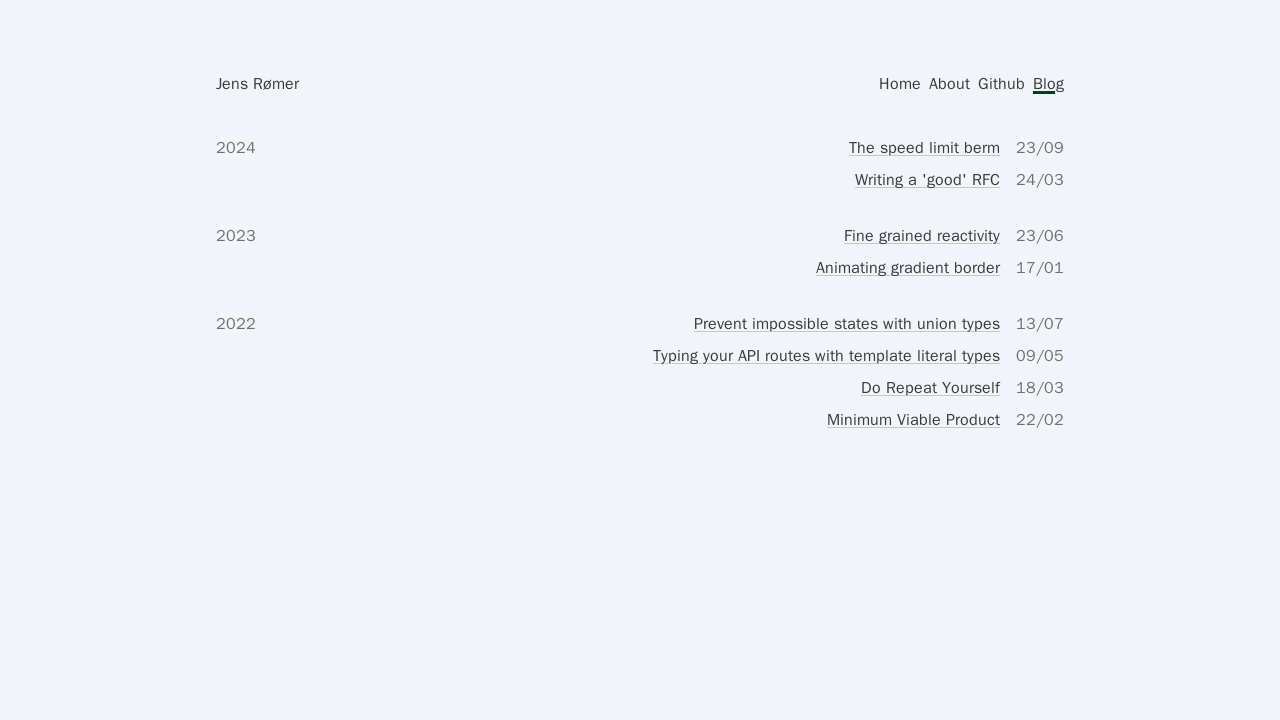 Jens Rømer Home About Github Blog
2024 The speed limit berm 23/09
Writing a 'good' RFC 24/03
2023 Fine grained reactivity 23/06
Animating gradient border 17/01
2022 Prevent impossible states with union types 13/07
Typing your API routes with template literal types 09/05
Do Repeat Yourself 18/03
Minimum Viable Product 22/02